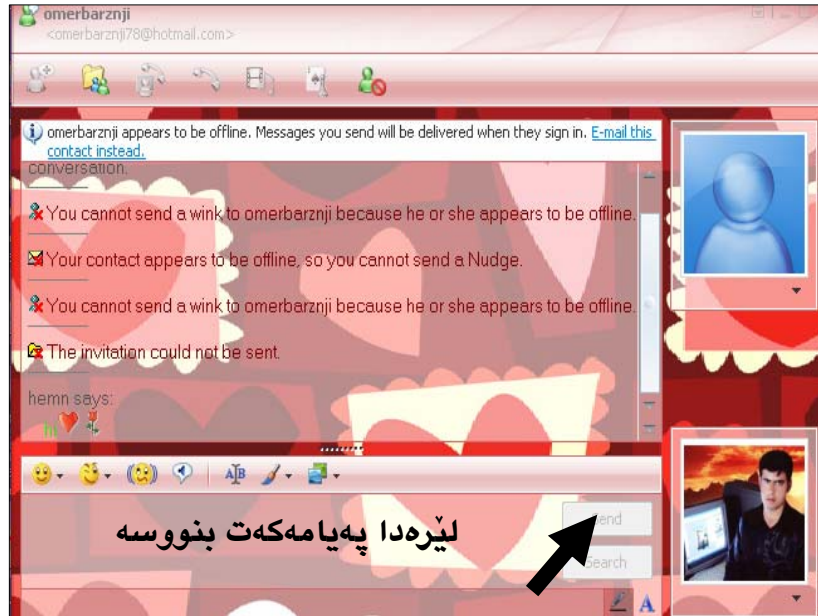 omerbarznji
<omerbarznji78@hotmail.com>
omerbarznji appears to be offline. Messages you send will be delivered when they sign in. E-mail this
contact instead.
conversation.
You cannot send a wink to omerbarznji because he or she appears to be offline.
Your contact appears to be offline, so you cannot send a Nudge.
You cannot send a wink to omerbarznji because he or she appears to be offline.
The invitation could not be sent.
hemn says:
hi
لێرەدا پەیامەکەت بنووسە
Send
Search